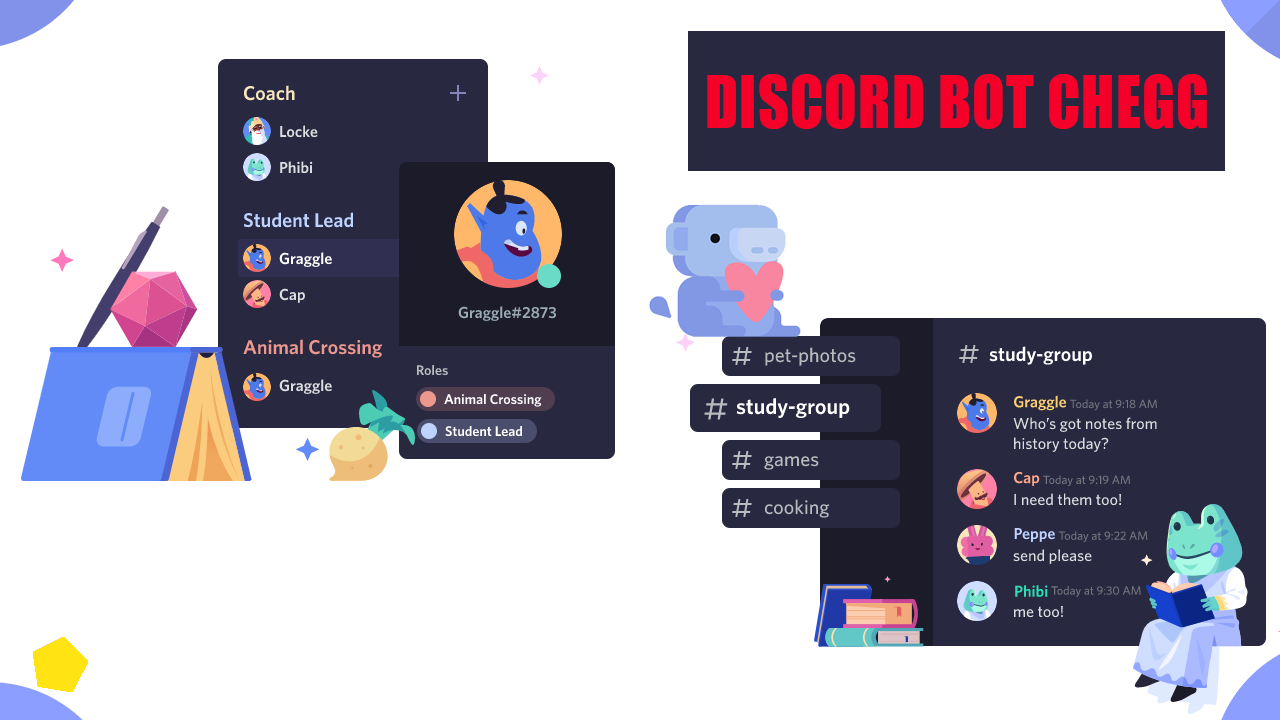 Coach
Locke
Phibi
Student Lead
Graggle
Cap
Animal Crossing
Graggle
Graggle#2873
Roles
Animal Crossing
Student Lead
DISCORD BOT CHEGG
pet-photos
study-group
games
cooking
study-group
Graggle Today at 9:18 AM
Who's got notes from
history today?
Cap Today at 9:19 AM
I need them too!
Peppe Today at 9:22 AM
send please
Phibi Today at 9:30 AM
me too!